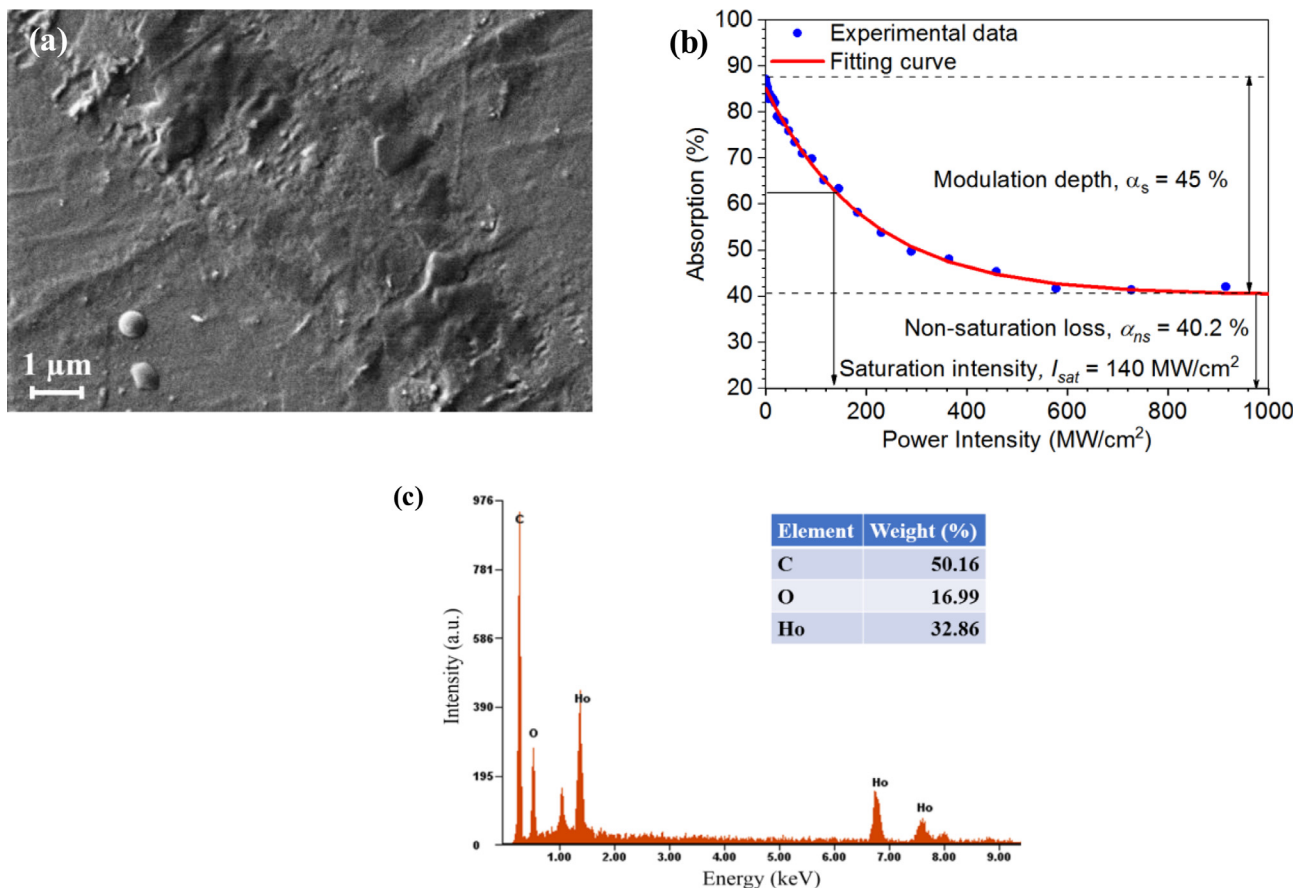 (a)
1 μm
(b)
Absorption (%)
100
90
80
70
60
50
40
30
20
Experimental data
Fitting curve
Modulation depth, αs = 45 %
Non-saturation loss, αns = 40.2 %
Saturation intensity, Isat = 140 MW/cm²
0 200 400 600 800 1000
Power Intensity (MW/cm²)
(c)
Intensity (a.u.)
976
781
586
390
195
0
C
O
Ho
Ho
Ho
1.00 2.00 3.00 4.00 5.00 6.00 7.00 8.00 9.00
Energy (keV)
Element Weight (%)
C 50.16
O 16.99
Ho 32.86